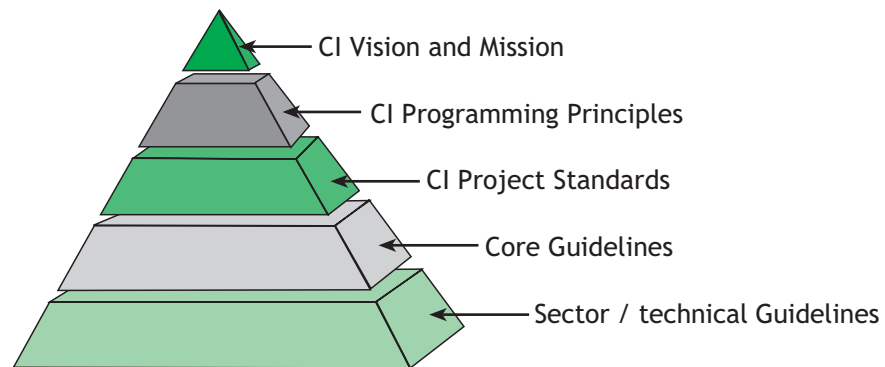 CI Vision and Mission
CI Programming Principles
CI Project Standards
Core Guidelines
Sector / technical Guidelines